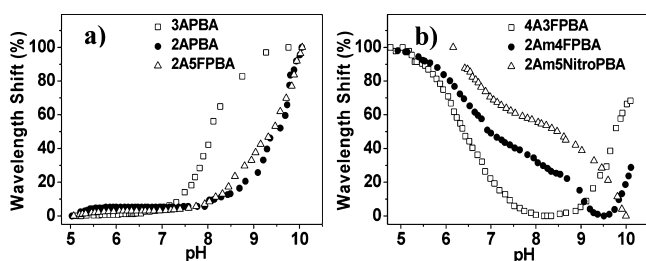 a)
3APBA
2APBA
2A5FPBA
Wavelength Shift (%)
100
80
60
40
20
0
5 6 7 8 9 10
pH
b)
4A3FPBA
2Am4FPBA
2Am5NitroPBA
Wavelength Shift (%)
100
80
60
40
20
0
5 6 7 8 9 10
pH